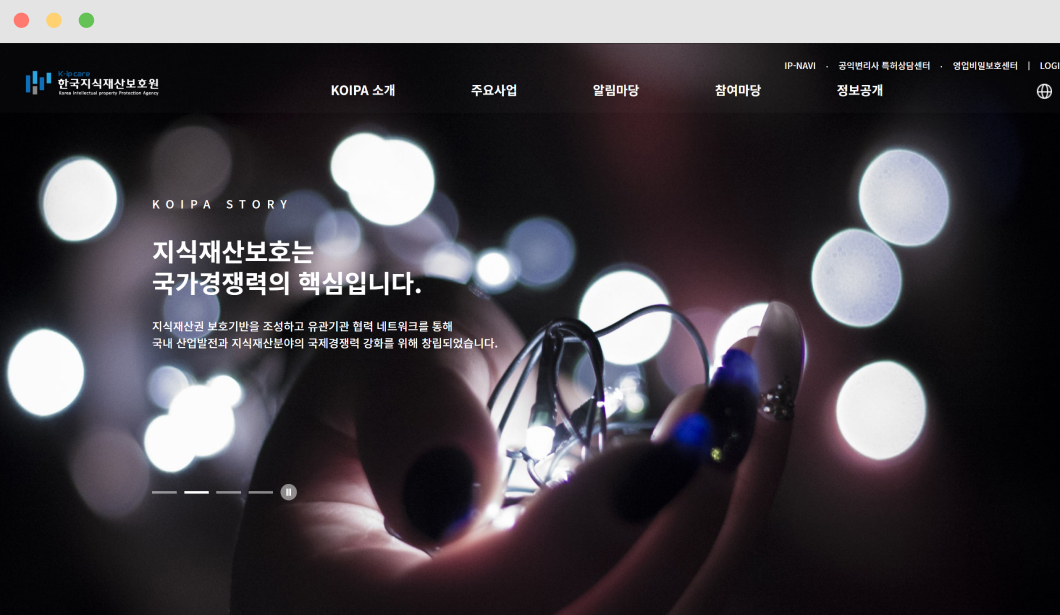 IP-NAVI · 공익변리사 특허상담센터 · 영업비밀보호센터 | LOGI
K-ip care
한국지식재산보호원
Korea Intellectual property Protection Agency
KOIPA 소개 주요사업 알림마당 참여마당 정보공개
KOIPA STORY
지식재산보호는
국가경쟁력의 핵심입니다.
지식재산권 보호기반을 조성하고 유관기관 협력 네트워크를 통해
국내 산업발전과 지식재산분야의 국제경쟁력 강화를 위해 창립되었습니다.